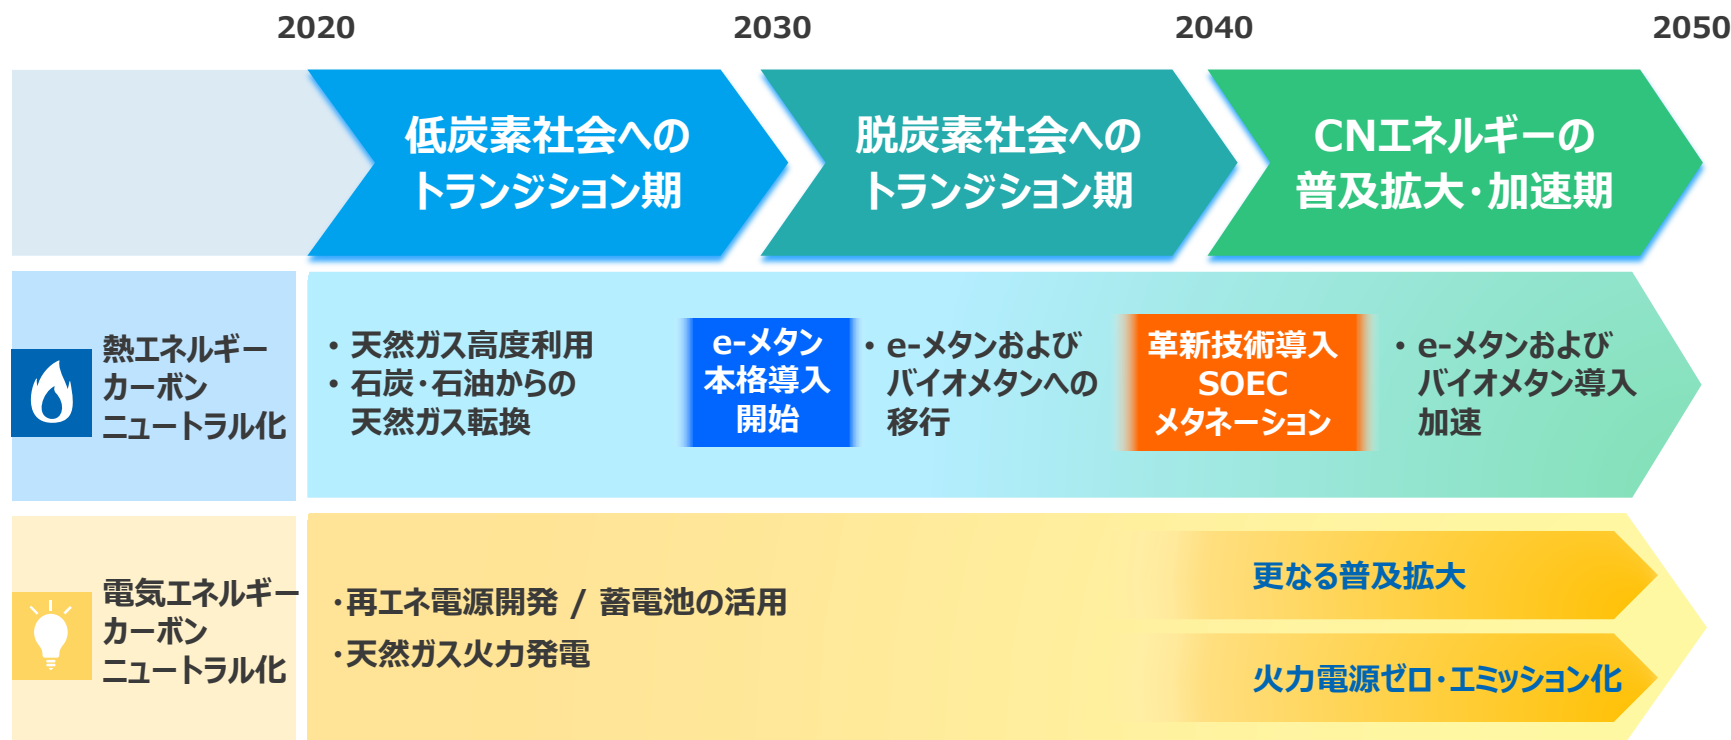 2020
2030
2040
2050
低炭素社会への
トランジション期
脱炭素社会への
トランジション期
CNエネルギーの
普及拡大・加速期
熱エネルギー
カーボン
ニュートラル化
・天然ガス高度利用
・石炭・石油からの
天然ガス転換
e-メタン
本格導入
開始
・e-メタンおよび
バイオメタンへの
移行
革新技術導入
SOEC
メタネーション
・e-メタンおよび
バイオメタン導入
加速
電気エネルギー
カーボン
ニュートラル化
・再エネ電源開発 / 蓄電池の活用
・天然ガス火力発電
更なる普及拡大
火力電源ゼロ・エミッション化